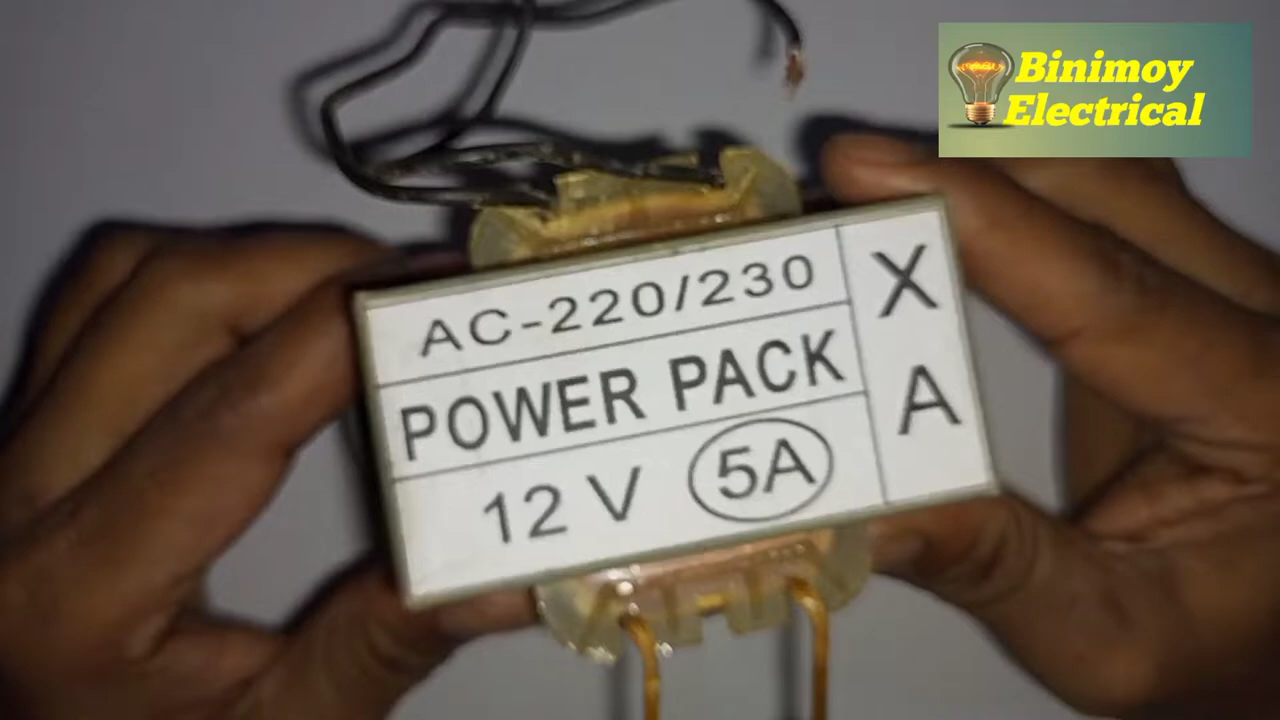 Binimoy
Electrical
AC-220/230
POWER PACK
12 V 5A
X
A